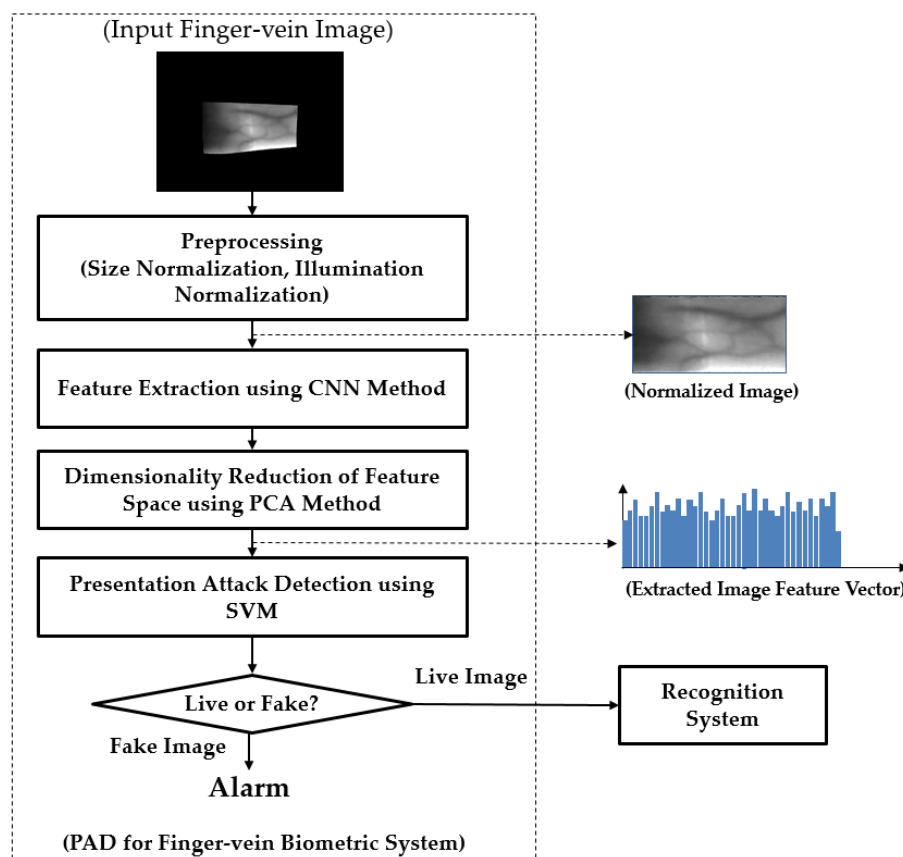 (Input Finger-vein Image)
Preprocessing
(Size Normalization, Illumination
Normalization)
(Normalized Image)
Feature Extraction using CNN Method
Dimensionality Reduction of Feature
Space using PCA Method
(Extracted Image Feature Vector)
Presentation Attack Detection using
SVM
Live Image
Live or Fake?
Recognition
System
Fake Image
Alarm
(PAD for Finger-vein Biometric System)